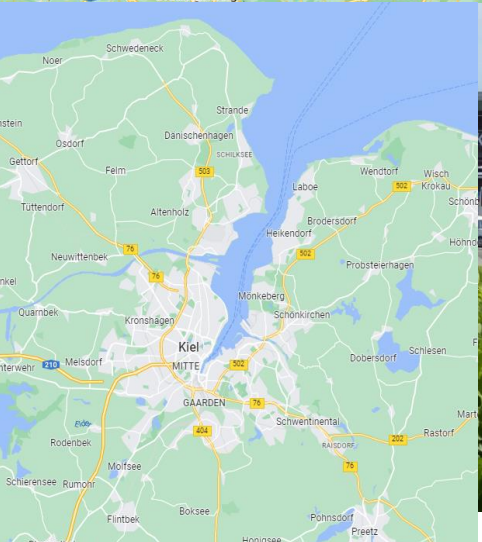 Schwedeneck
Noer
Strande
Dänischenhagen
SCHILKSEE
Osdorf
Gettorf
Felm
503
Wendtorf
Wisch
Laboe
502
Krokau
Tüttendorf
Altenholz
Brodersdorf
Heikendorf
76
502
Neuwittenbek
Probsteierhagen
76
Mönkeberg
Quarnbek
Kronshagen
Schönkirchen
Kiel
Schlesen
Dobersdorf
210
Melsdorf
MITTE
502
GAARDEN
76
Schwentinental
404
Rastorf
202
Rodenbek
RAISDORF
Molfsee
76
Schierensee
Rumohr
Boksee
Flintbek
Pohnsdorf
Preetz